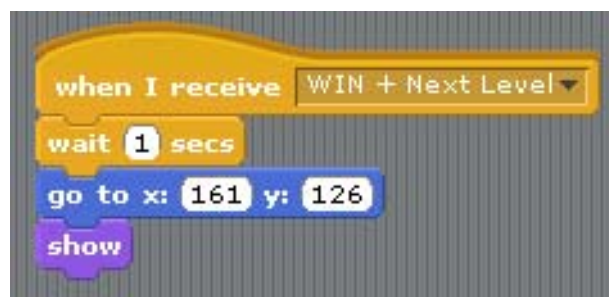 when I receive WIN + Next Level
wait 1 secs
go to x: 161 y: 126
show